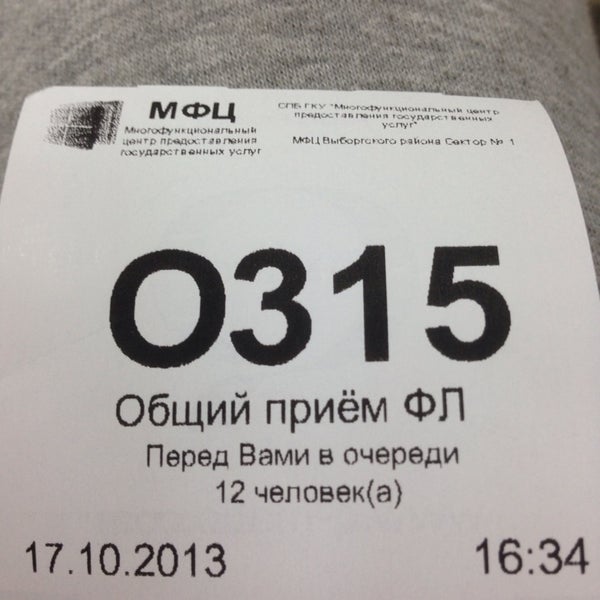 МФЦ
Многофункциональный
центр предоставления
государственных услуг
СПБ ГКУ "Многофункциональный центр
предоставления государственных
услуг"
МФЦ Выборгского района Сектор № 1
О315
Общий приём ФЛ
Перед Вами в очереди
12 человек(а)
17.10.2013
16:34